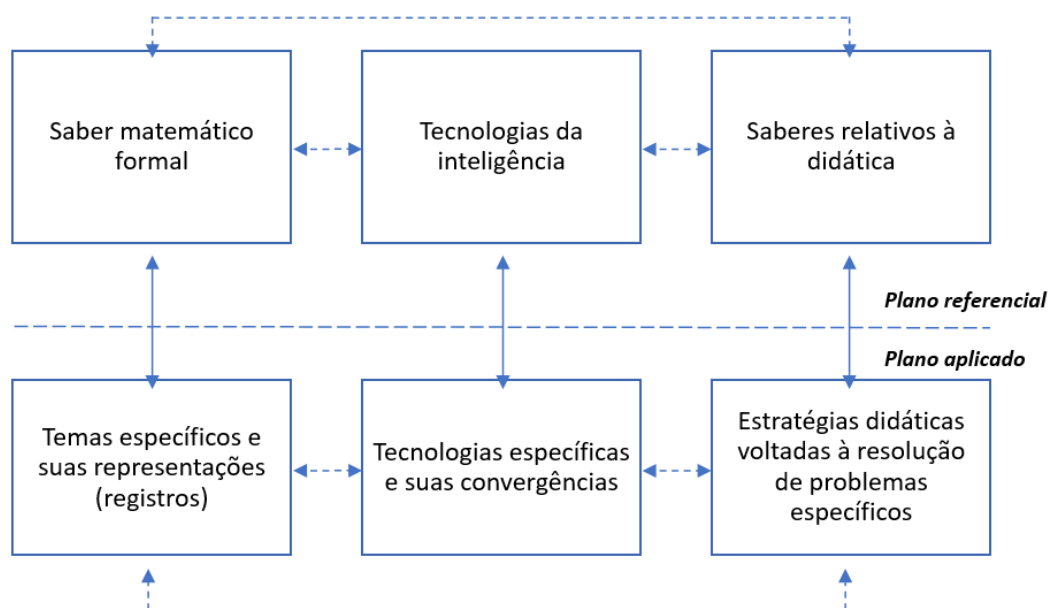 Saber matemático
formal
Tecnologias da
inteligência
Saberes relativos à
didática
Plano referencial
Plano aplicado
Temas específicos e
suas representações
(registros)
Tecnologias específicas
e suas convergências
Estratégias didáticas
voltadas à resolução
de problemas
específicos